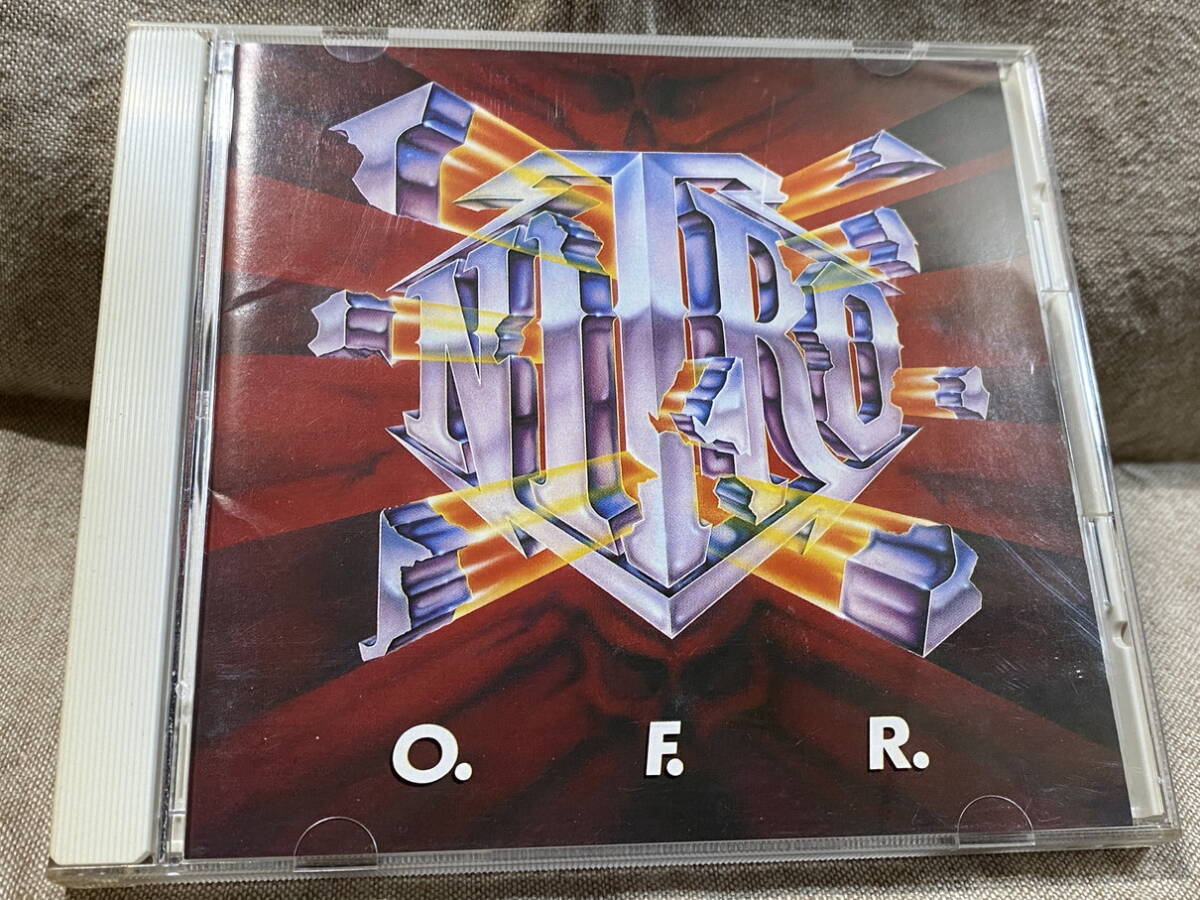 NITRO
O. F. R.